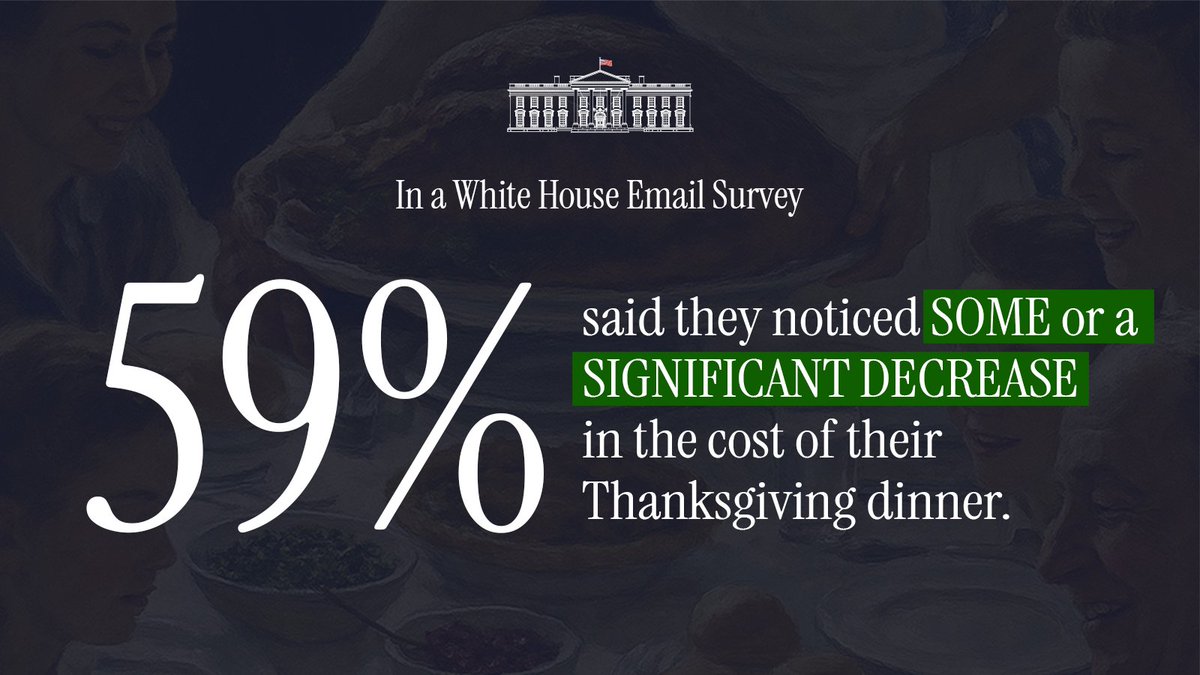 In a White House Email Survey
59%
said they noticed SOME or a
SIGNIFICANT DECREASE
in the cost of their
Thanksgiving dinner.